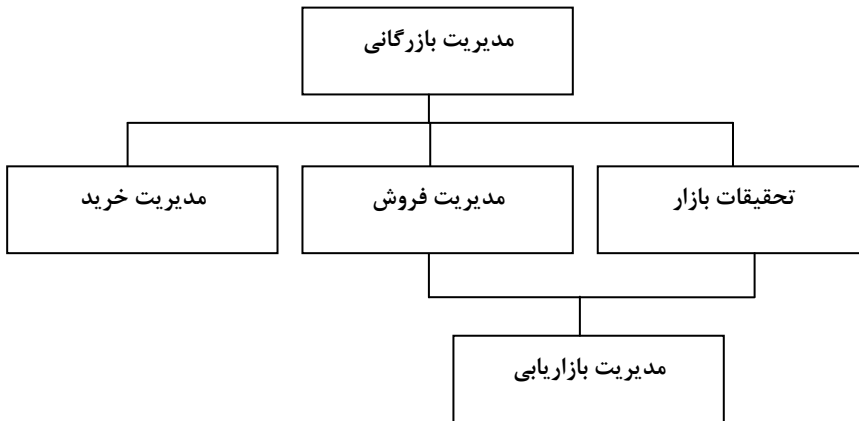 مدیریت بازرگانی
تحقیقات بازار
مدیریت فروش
مدیریت خرید
مدیریت بازاریابی